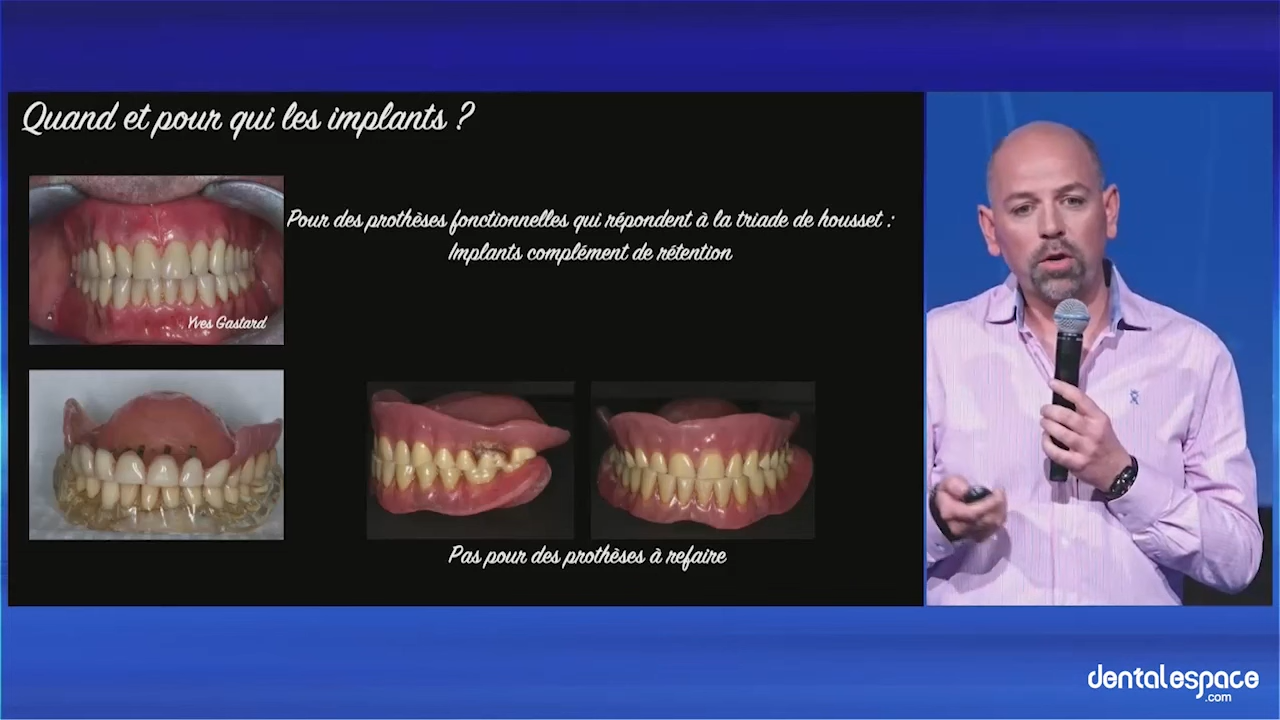 Quand et pour qui les implants ?
Pour des prothèses fonctionnelles qui répondent à la triade de housset :
Implants complément de rétention
Yves Gastard
Pas pour des prothèses à refaire
dentalespace
.com